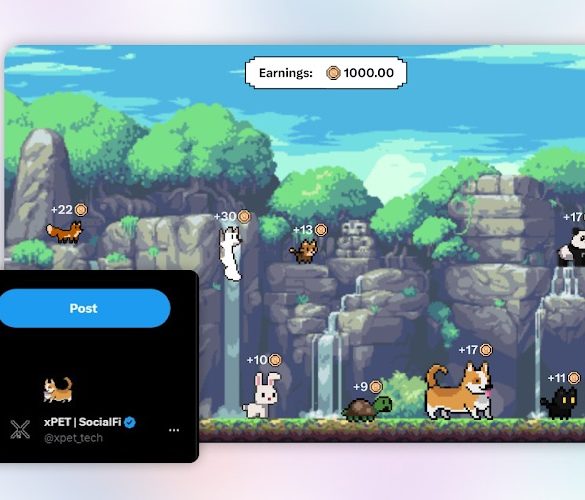 Earnings: 1000.00
+22
+30
+13
+17
Post
+10
+9
+17
+11
xPET | SocialFi
@xpet_tech
...